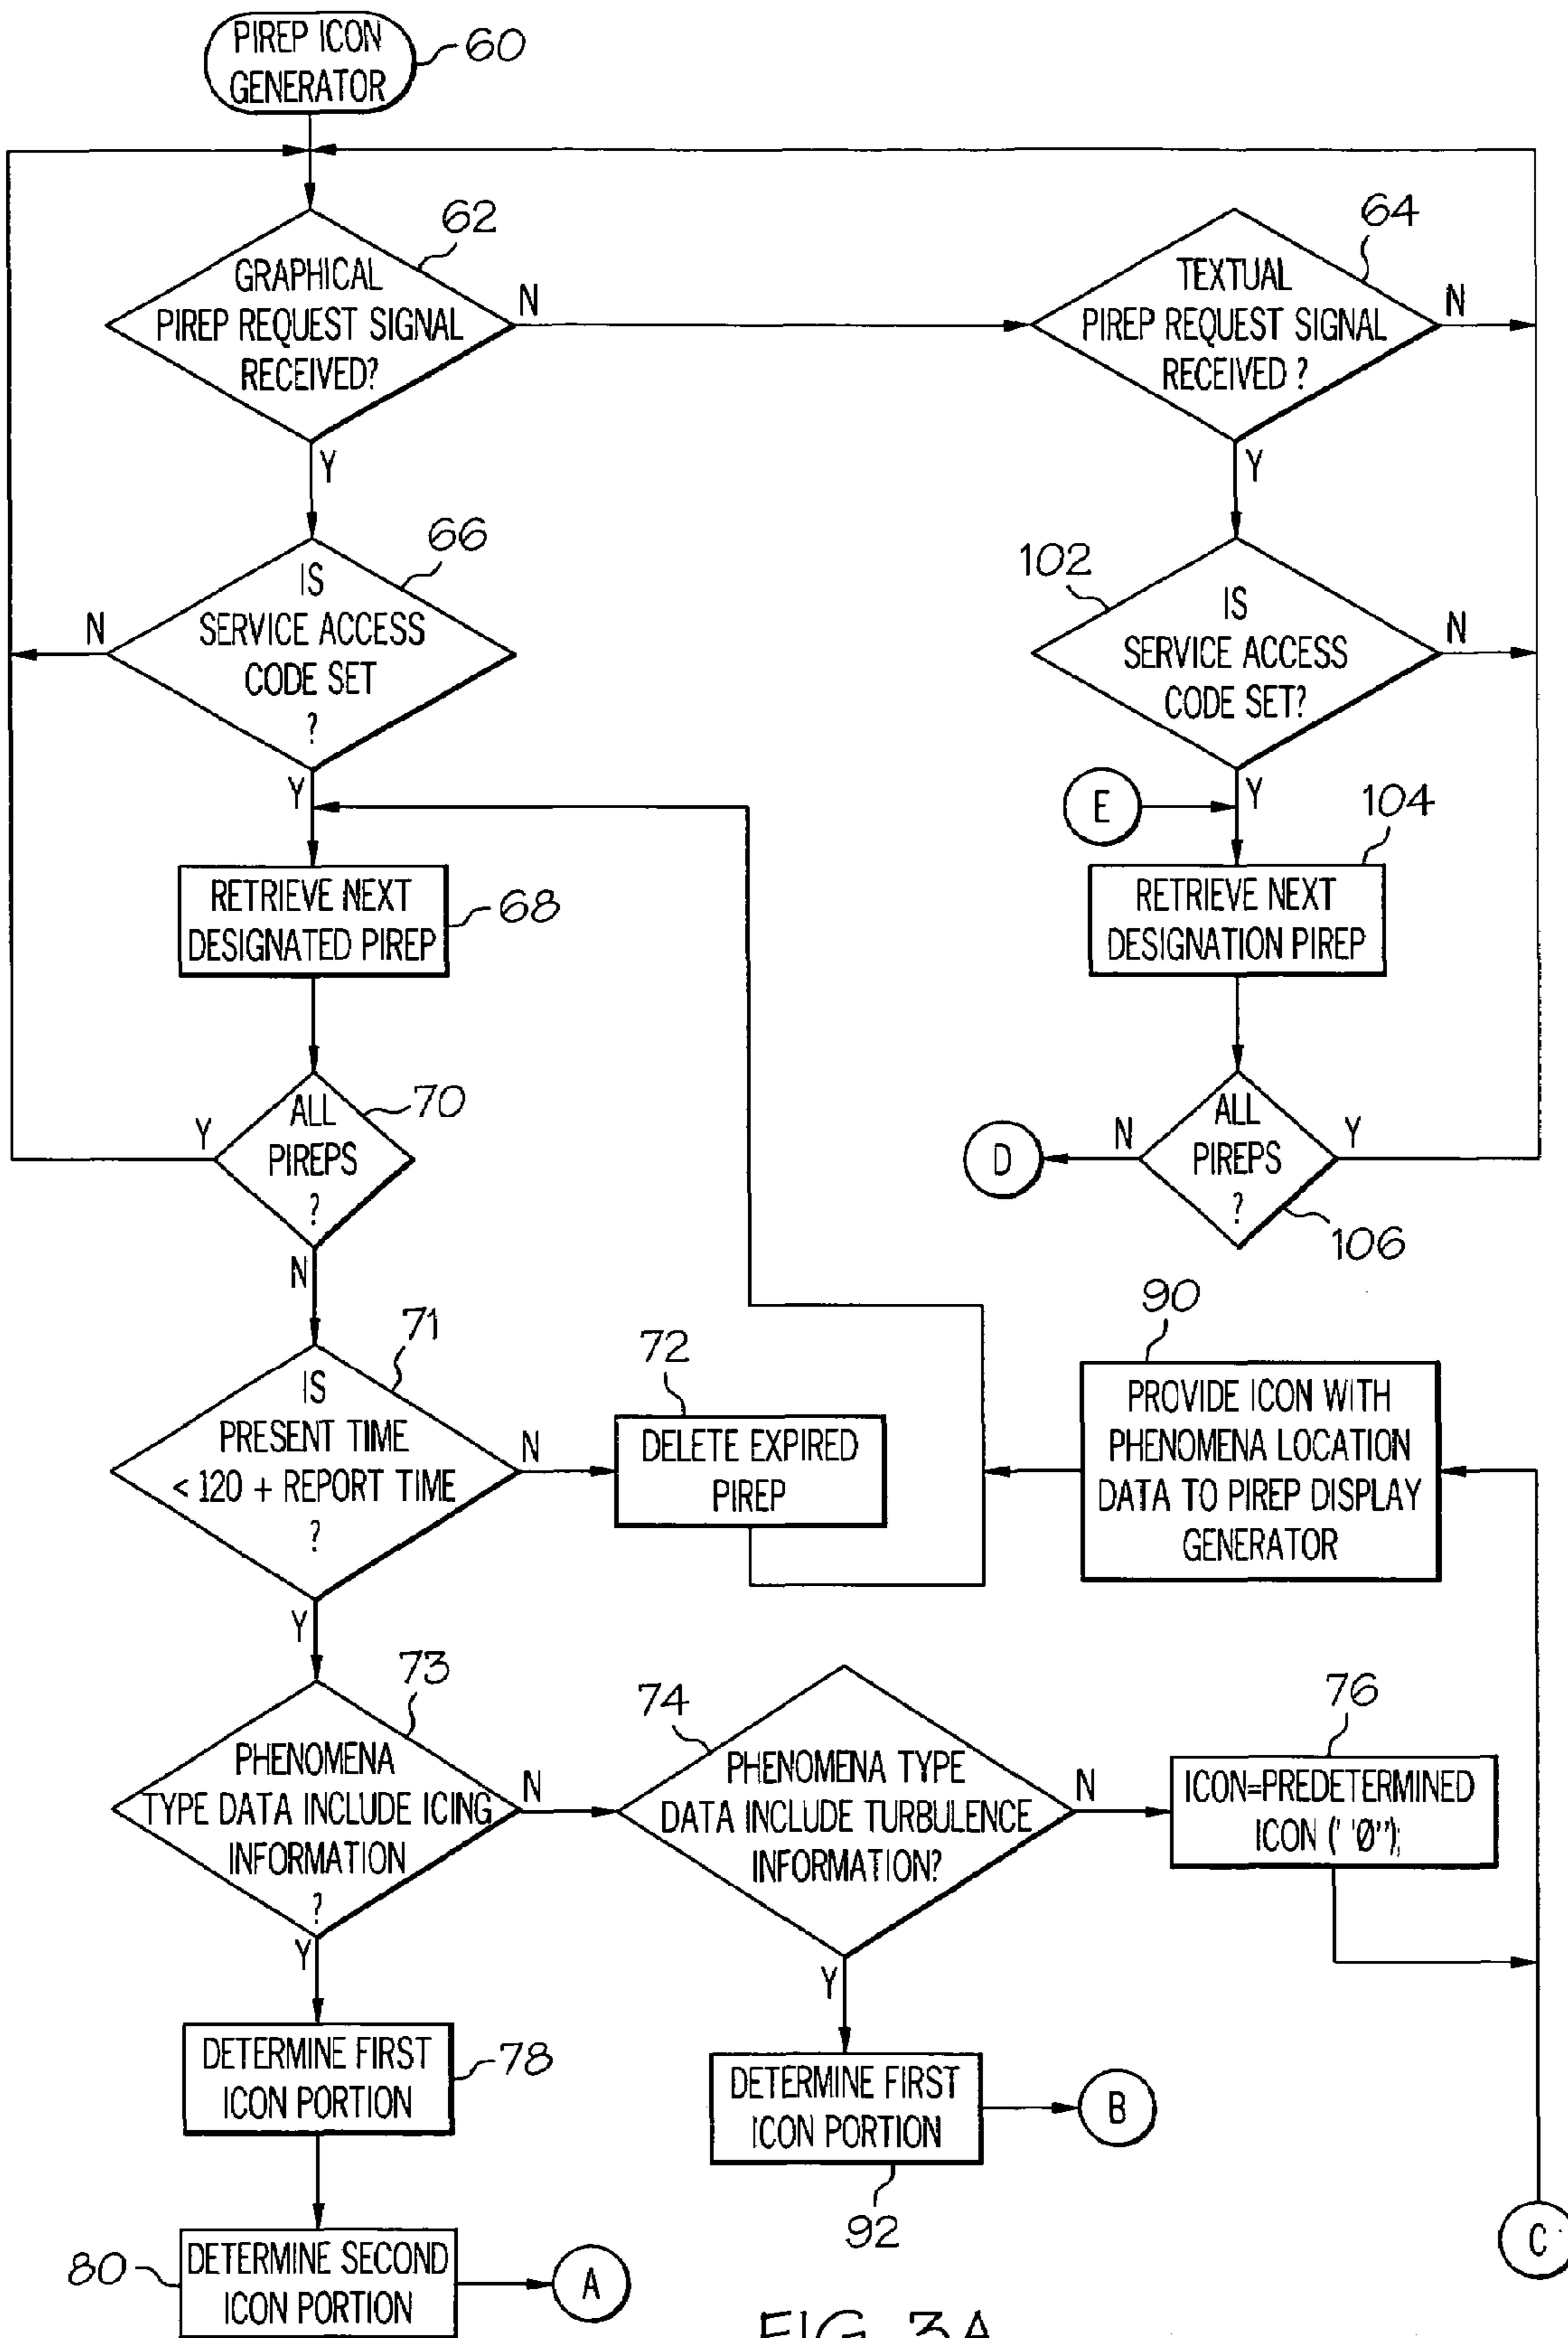 PIREP ICON
GENERATOR
60
62
GRAPHICAL
PIREP REQUEST SIGNAL
RECEIVED?
N
Y
64
TEXTUAL
PIREP REQUEST SIGNAL
RECEIVED ?
N
Y
66
IS
SERVICE ACCESS
CODE SET
?
N
Y
102
IS
SERVICE ACCESS
CODE SET?
N
Y
E
RETRIEVE NEXT
DESIGNATED PIREP
68
104
RETRIEVE NEXT
DESIGNATION PIREP
ALL
PIREPS
?
70
Y
N
D
N
ALL
PIREPS
?
Y
106
71
IS
PRESENT TIME
< 120 + REPORT TIME
?
N
Y
72
DELETE EXPIRED
PIREP
90
PROVIDE ICON WITH
PHENOMENA LOCATION
DATA TO PIREP DISPLAY
GENERATOR
73
PHENOMENA
TYPE DATA INCLUDE ICING
INFORMATION
?
N
Y
74
PHENOMENA TYPE
DATA INCLUDE TURBULENCE
INFORMATION?
N
Y
76
ICON=PREDETERMINED
ICON (' 'Ø");
DETERMINE FIRST
ICON PORTION
78
DETERMINE FIRST
ICON PORTION
92
B
80
DETERMINE SECOND
ICON PORTION
A
C
FIG. 3A